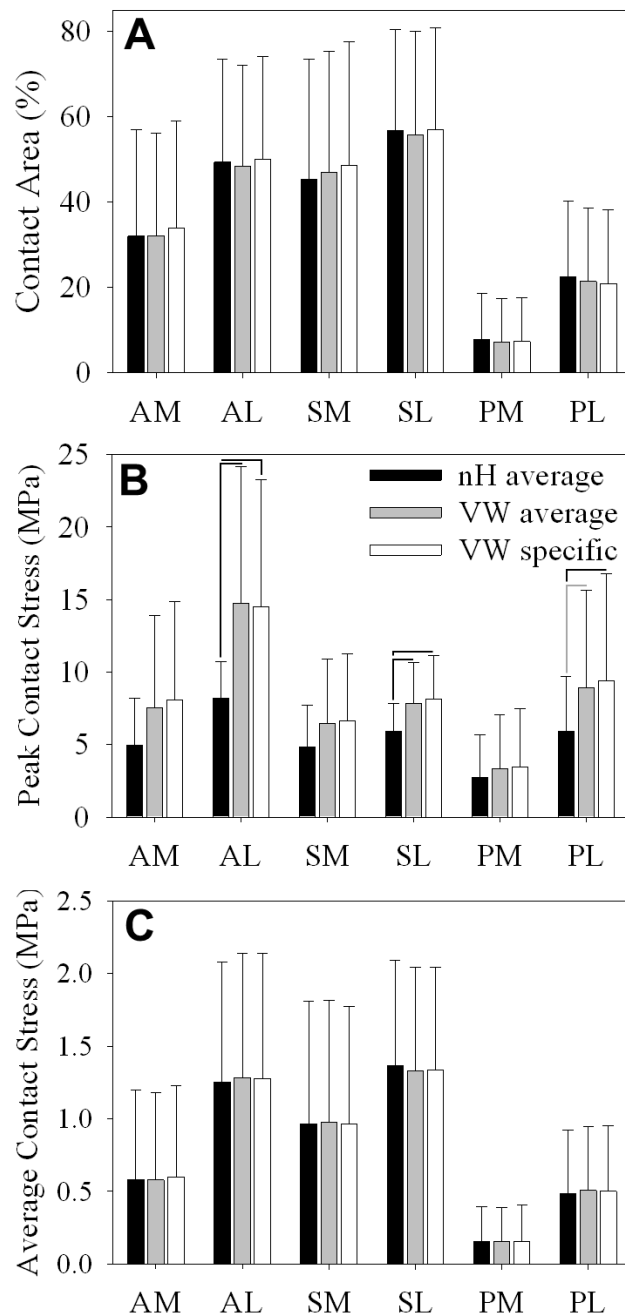 A
Contact Area (%)
80
60
40
20
0
AM AL SM SL PM PL
B
Peak Contact Stress (MPa)
25
20
15
10
5
0
nH average
VW average
VW specific
AM AL SM SL PM PL
C
Average Contact Stress (MPa)
2.5
2.0
1.5
1.0
0.5
0.0
AM AL SM SL PM PL